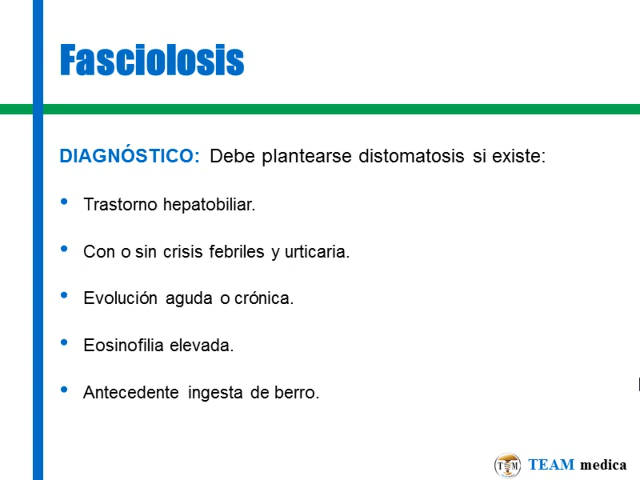 Fasciolosis
DIAGNÓSTICO: Debe plantearse distomatosis si existe:
• Trastorno hepatobiliar.
• Con o sin crisis febriles y urticaria.
• Evolución aguda o crónica.
• Eosinofilia elevada.
• Antecedente ingesta de berro.
TEAM medica